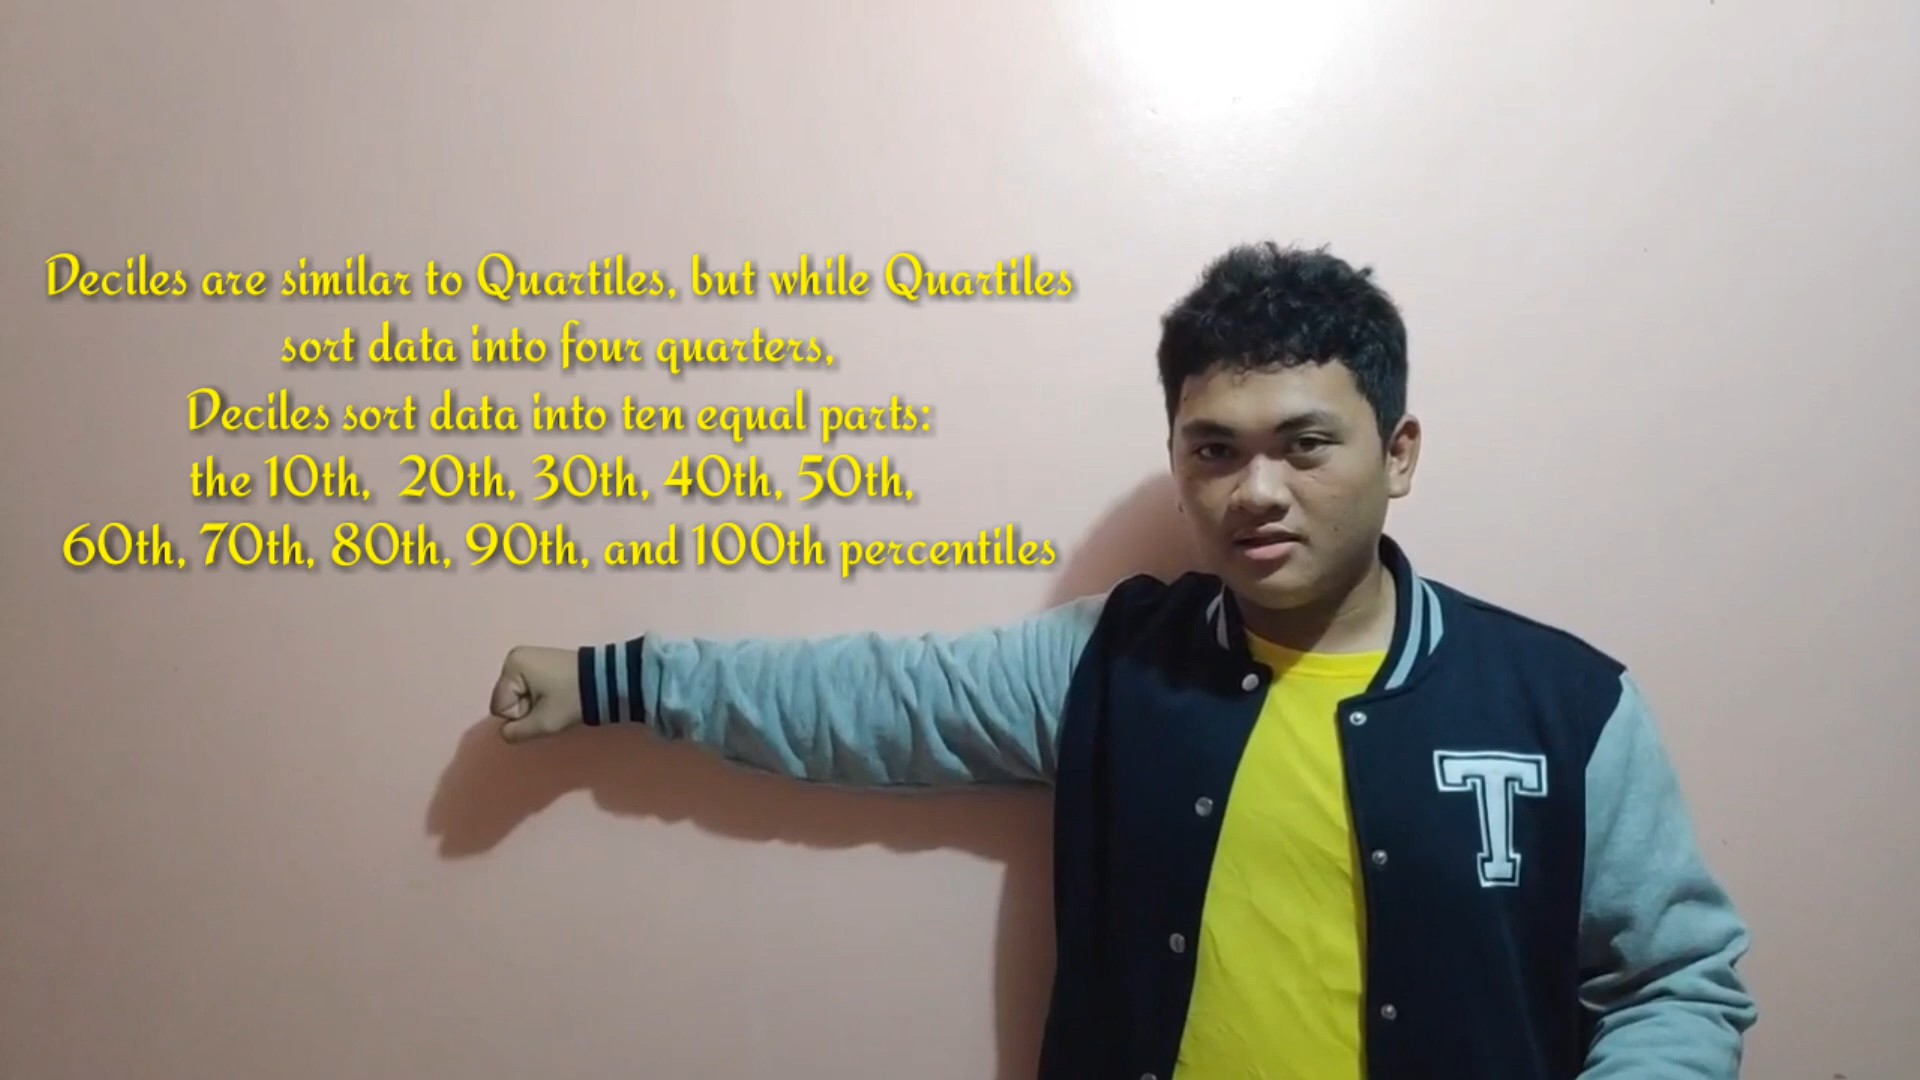 Deciles are similar to Quartiles, but while Quartiles
sort data into four quarters,
Deciles sort data into ten equal parts:
the 10th,  20th, 30th, 40th, 50th,
60th, 70th, 80th, 90th, and 100th percentiles
T